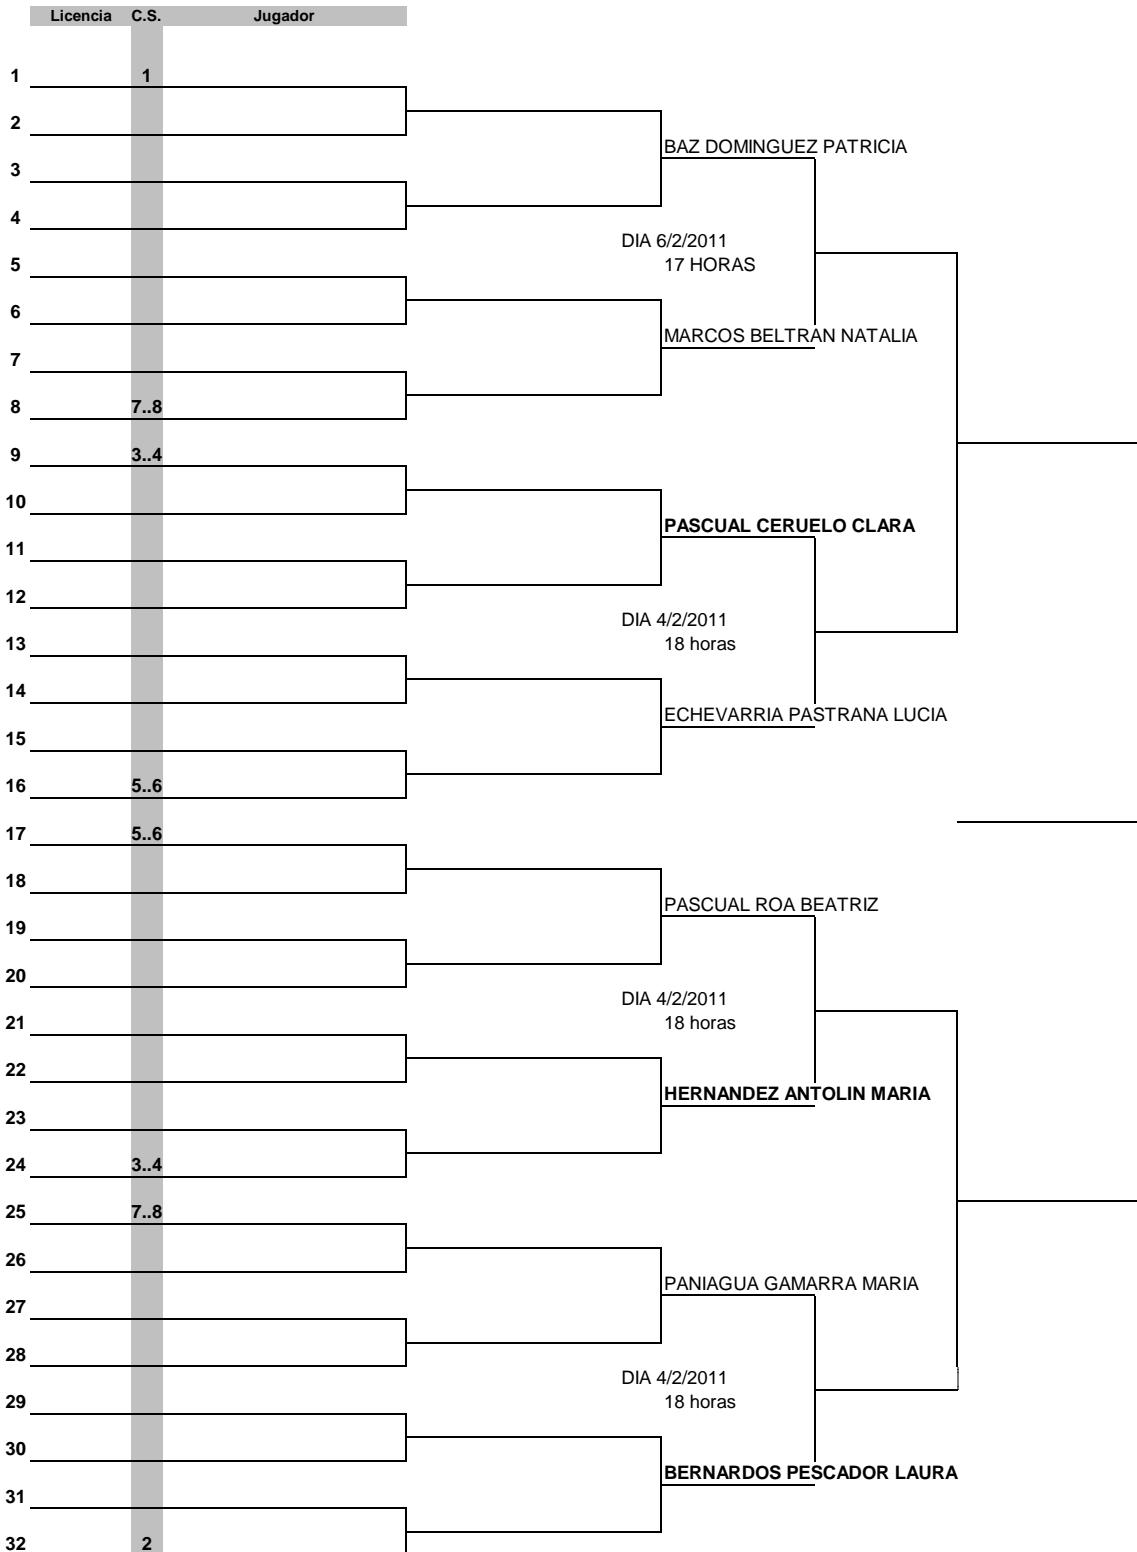 Licencia C.S. Jugador
1 1
2
BAZ DOMINGUEZ PATRICIA
3
4
DIA 6/2/2011
5 17 HORAS
6
MARCOS BELTRAN NATALIA
7
8 7..8
9 3..4
10
PASCUAL CERUELO CLARA
11
12
DIA 4/2/2011
13 18 horas
14
ECHEVARRIA PASTRANA LUCIA
15
16 5..6
17 5..6
18
PASCUAL ROA BEATRIZ
19
20
DIA 4/2/2011
21 18 horas
22
HERNANDEZ ANTOLIN MARIA
23
24 3..4
25 7..8
26
PANIAGUA GAMARRA MARIA
27
28
DIA 4/2/2011
29 18 horas
30
BERNARDOS PESCADOR LAURA
31
32 2